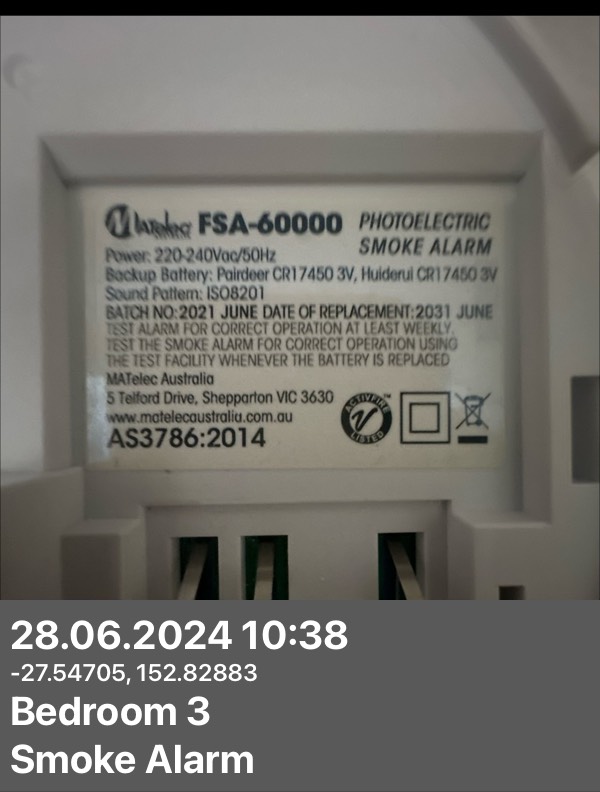 MATelec FSA-60000 PHOTOELECTRIC
SMOKE ALARM
Power: 220-240Vac/50Hz
Backup Battery: Pairdeer CR17450 3V, Huiderui CR17450 3V
Sound Pattern: ISO8201
BATCH NO:2021 JUNE DATE OF REPLACEMENT:2031 JUNE
TEST ALARM FOR CORRECT OPERATION AT LEAST WEEKLY.
TEST THE SMOKE ALARM FOR CORRECT OPERATION USING
THE TEST FACILITY WHENEVER THE BATTERY IS REPLACED
MATelec Australia
5 Telford Drive, Shepparton VIC 3630
www.matelecaustralia.com.au
AS3786:2014
ACTIVFIRE
LISTED
28.06.2024 10:38
-27.54705, 152.82883
Bedroom 3
Smoke Alarm